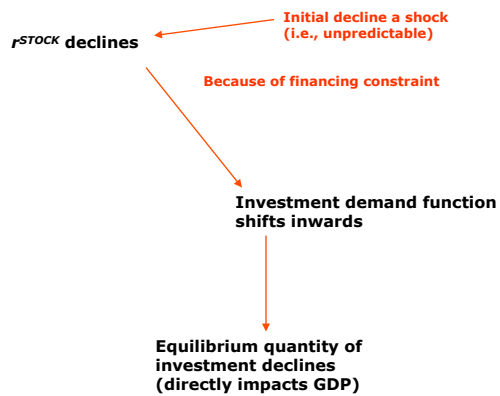 Initial decline a shock
(i.e., unpredictable)
rSTOCK declines
Because of financing constraint
Investment demand function
shifts inwards
Equilibrium quantity of
investment declines
(directly impacts GDP)